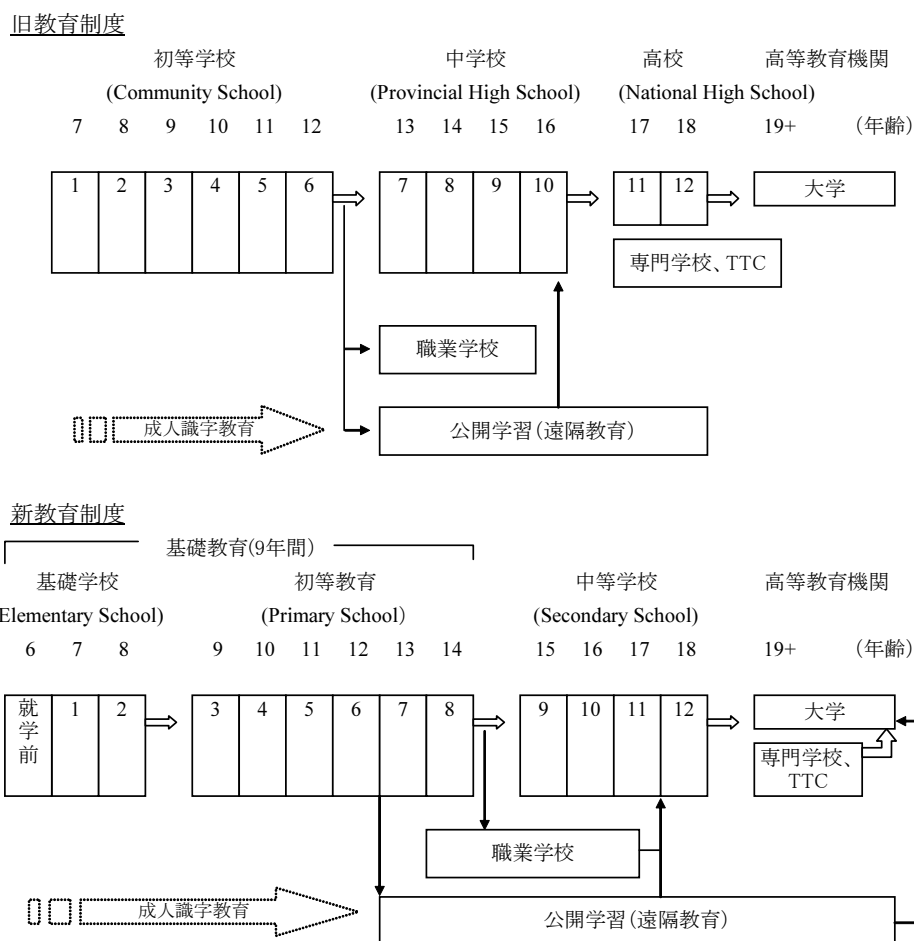 旧教育制度
初等学校 中学校 高校 高等教育機関
(Community School) (Provincial High School) (National High School)
7 8 9 10 11 12 13 14 15 16 17 18 19+ (年齢)
1 2 3 4 5 6 7 8 9 10 11 12 大学
専門学校、TTC
職業学校
成人識字教育 公開学習(遠隔教育)
新教育制度
基礎教育(9年間)
基礎学校 初等教育 中等学校 高等教育機関
Elementary School) (Primary School) (Secondary School)
6 7 8 9 10 11 12 13 14 15 16 17 18 19+ (年齢)
就学前 1 2 3 4 5 6 7 8 9 10 11 12 大学
専門学校、
TTC
職業学校
成人識字教育 公開学習(遠隔教育)